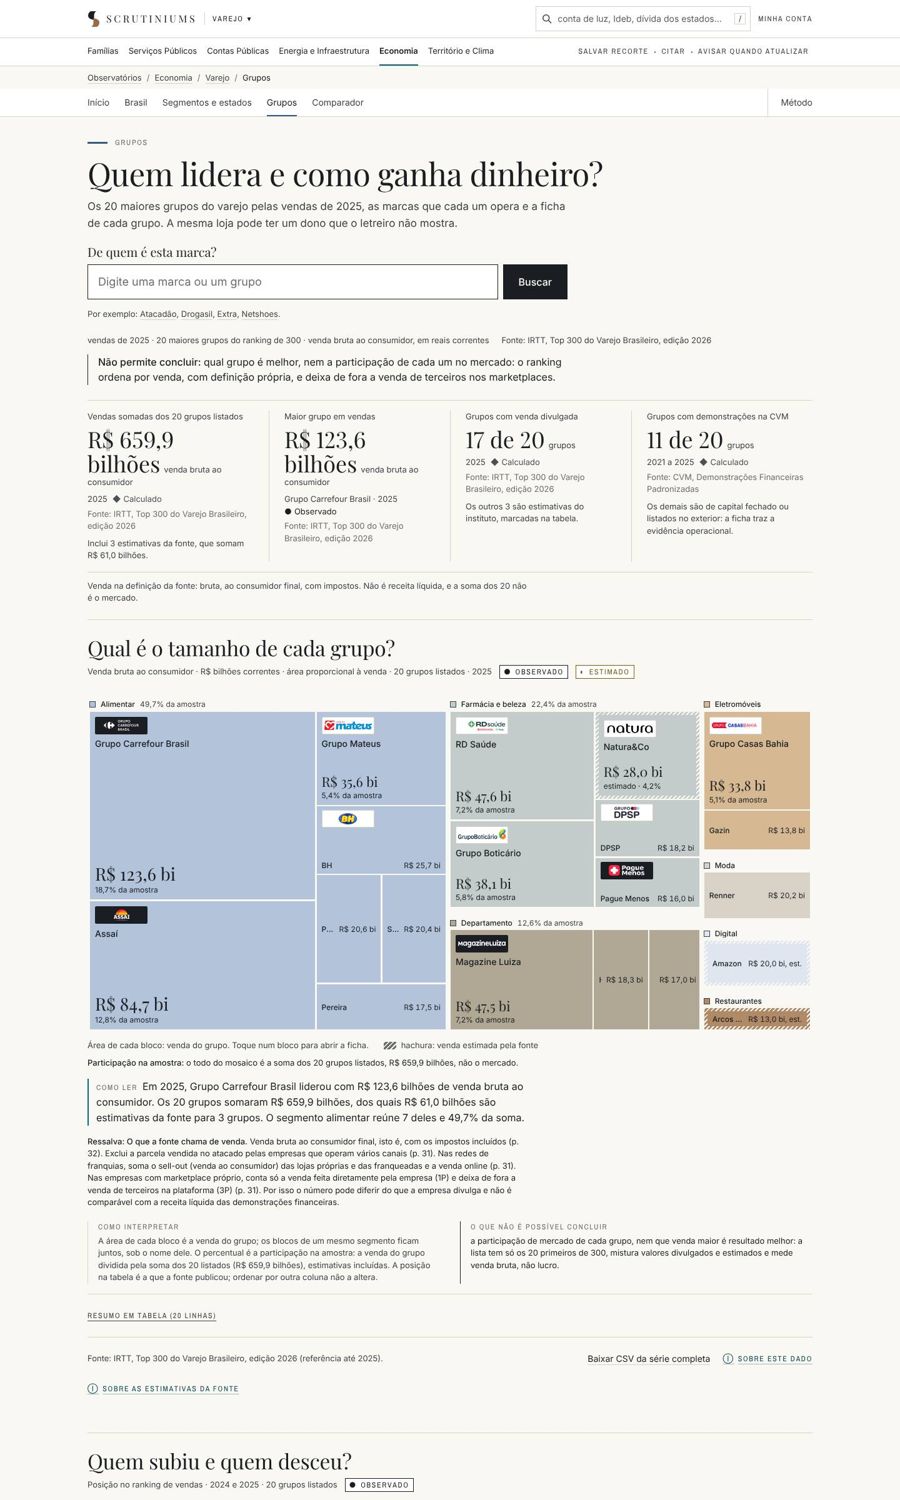 SCRUTINIUMS VAREJO ▾
conta de luz, Ideb, dívida dos estados... /
MINHA CONTA
Famílias Serviços Públicos Contas Públicas Energia e Infraestrutura Economia Território e Clima
SALVAR RECORTE • CITAR • AVISAR QUANDO ATUALIZAR
Observatórios / Economia / Varejo / Grupos
Início Brasil Segmentos e estados Grupos Comparador Método
GRUPOS
Quem lidera e como ganha dinheiro?
Os 20 maiores grupos do varejo pelas vendas de 2025, as marcas que cada um opera e a ficha
de cada grupo. A mesma loja pode ter um dono que o letreiro não mostra.
De quem é esta marca?
Digite uma marca ou um grupo
Buscar
Por exemplo: Atacadão, Drogasil, Extra, Netshoes.
vendas de 2025 · 20 maiores grupos do ranking de 300 · venda bruta ao consumidor, em reais correntes Fonte: IRTT, Top 300 do Varejo Brasileiro, edição 2026
Não permite concluir: qual grupo é melhor, nem a participação de cada um no mercado: o ranking
ordena por venda, com definição própria, e deixa de fora a venda de terceiros nos marketplaces.
Vendas somadas dos 20 grupos listados
R$ 659,9
bilhões venda bruta ao
consumidor
2025 ◆ Calculado
Fonte: IRTT, Top 300 do Varejo Brasileiro,
edição 2026
Inclui 3 estimativas da fonte, que somam
R$ 61,0 bilhões.
Maior grupo em vendas
R$ 123,6
bilhões venda bruta ao
consumidor
Grupo Carrefour Brasil · 2025
● Observado
Fonte: IRTT, Top 300 do Varejo
Brasileiro, edição 2026
Grupos com venda divulgada
17 de 20 grupos
2025 ◆ Calculado
Fonte: IRTT, Top 300 do Varejo
Brasileiro, edição 2026
Os outros 3 são estimativas do
instituto, marcadas na tabela.
Grupos com demonstrações na CVM
11 de 20 grupos
2021 a 2025 ◆ Calculado
Fonte: CVM, Demonstrações Financeiras
Padronizadas
Os demais são de capital fechado ou
listados no exterior: a ficha traz a
evidência operacional.
Venda na definição da fonte: bruta, ao consumidor final, com impostos. Não é receita líquida, e a soma dos 20 não
é o mercado.
Qual é o tamanho de cada grupo?
Venda bruta ao consumidor · R$ bilhões correntes · área proporcional à venda · 20 grupos listados · 2025 ● OBSERVADO ESTIMADO
Alimentar 49,7% da amostra
GRUPO CARREFOUR BRASIL
Grupo Carrefour Brasil
R$ 123,6 bi
18,7% da amostra
ASSAÍ
Assaí
R$ 84,7 bi
12,8% da amostra
mateus
Grupo Mateus
R$ 35,6 bi
5,4% da amostra
BH
BH R$ 25,7 bi
P... R$ 20,6 bi
S... R$ 20,4 bi
Pereira R$ 17,5 bi
Farmácia e beleza 22,4% da amostra
RDsaúde
RD Saúde
R$ 47,6 bi
7,2% da amostra
GrupoBoticário
Grupo Boticário
R$ 38,1 bi
5,8% da amostra
natura
Natura&Co
R$ 28,0 bi
estimado · 4,2%
GRUPO DPSP
DPSP R$ 18,2 bi
Pague Menos
Pague Menos R$ 16,0 bi
Departamento 12,6% da amostra
MagazineLuiza
Magazine Luiza
R$ 47,5 bi
7,2% da amostra
R$ 18,3 bi
R$ 17,0 bi
Eletromóveis
GRUPO CASASBAHIA
Grupo Casas Bahia
R$ 33,8 bi
5,1% da amostra
Gazin R$ 13,8 bi
Moda
Renner R$ 20,2 bi
Digital
Amazon R$ 20,0 bi, est.
Restaurantes
Arcos ... R$ 13,0 bi, est.
Área de cada bloco: venda do grupo. Toque num bloco para abrir a ficha. hachura: venda estimada pela fonte
Participação na amostra: o todo do mosaico é a soma dos 20 grupos listados, R$ 659,9 bilhões, não o mercado.
COMO LER Em 2025, Grupo Carrefour Brasil liderou com R$ 123,6 bilhões de venda bruta ao
consumidor. Os 20 grupos somaram R$ 659,9 bilhões, dos quais R$ 61,0 bilhões são
estimativas da fonte para 3 grupos. O segmento alimentar reúne 7 deles e 49,7% da soma.
Ressalva: O que a fonte chama de venda. Venda bruta ao consumidor final, isto é, com os impostos incluídos (p.
32). Exclui a parcela vendida no atacado pelas empresas que operam vários canais (p. 31). Nas redes de
franquias, soma o sell-out (venda ao consumidor) das lojas próprias e das franqueadas e a venda online (p. 31).
Nas empresas com marketplace próprio, conta só a venda feita diretamente pela empresa (1P) e deixa de fora a
venda de terceiros na plataforma (3P) (p. 31). Por isso o número pode diferir do que a empresa divulga e não é
comparável com a receita líquida das demonstrações financeiras.
COMO INTERPRETAR
A área de cada bloco é a venda do grupo; os blocos de um mesmo segmento ficam
juntos, sob o nome dele. O percentual é a participação na amostra: a venda do grupo
dividida pela soma dos 20 listados (R$ 659,9 bilhões), estimativas incluídas. A posição
na tabela é a que a fonte publicou; ordenar por outra coluna não a altera.
O QUE NÃO É POSSÍVEL CONCLUIR
a participação de mercado de cada grupo, nem que venda maior é resultado melhor: a
lista tem só os 20 primeiros de 300, mistura valores divulgados e estimados e mede
venda bruta, não lucro.
RESUMO EM TABELA (20 LINHAS)
Fonte: IRTT, Top 300 do Varejo Brasileiro, edição 2026 (referência até 2025).
Baixar CSV da série completa SOBRE ESTE DADO
SOBRE AS ESTIMATIVAS DA FONTE
Quem subiu e quem desceu?
Posição no ranking de vendas · 2024 e 2025 · 20 grupos listados ● OBSERVADO